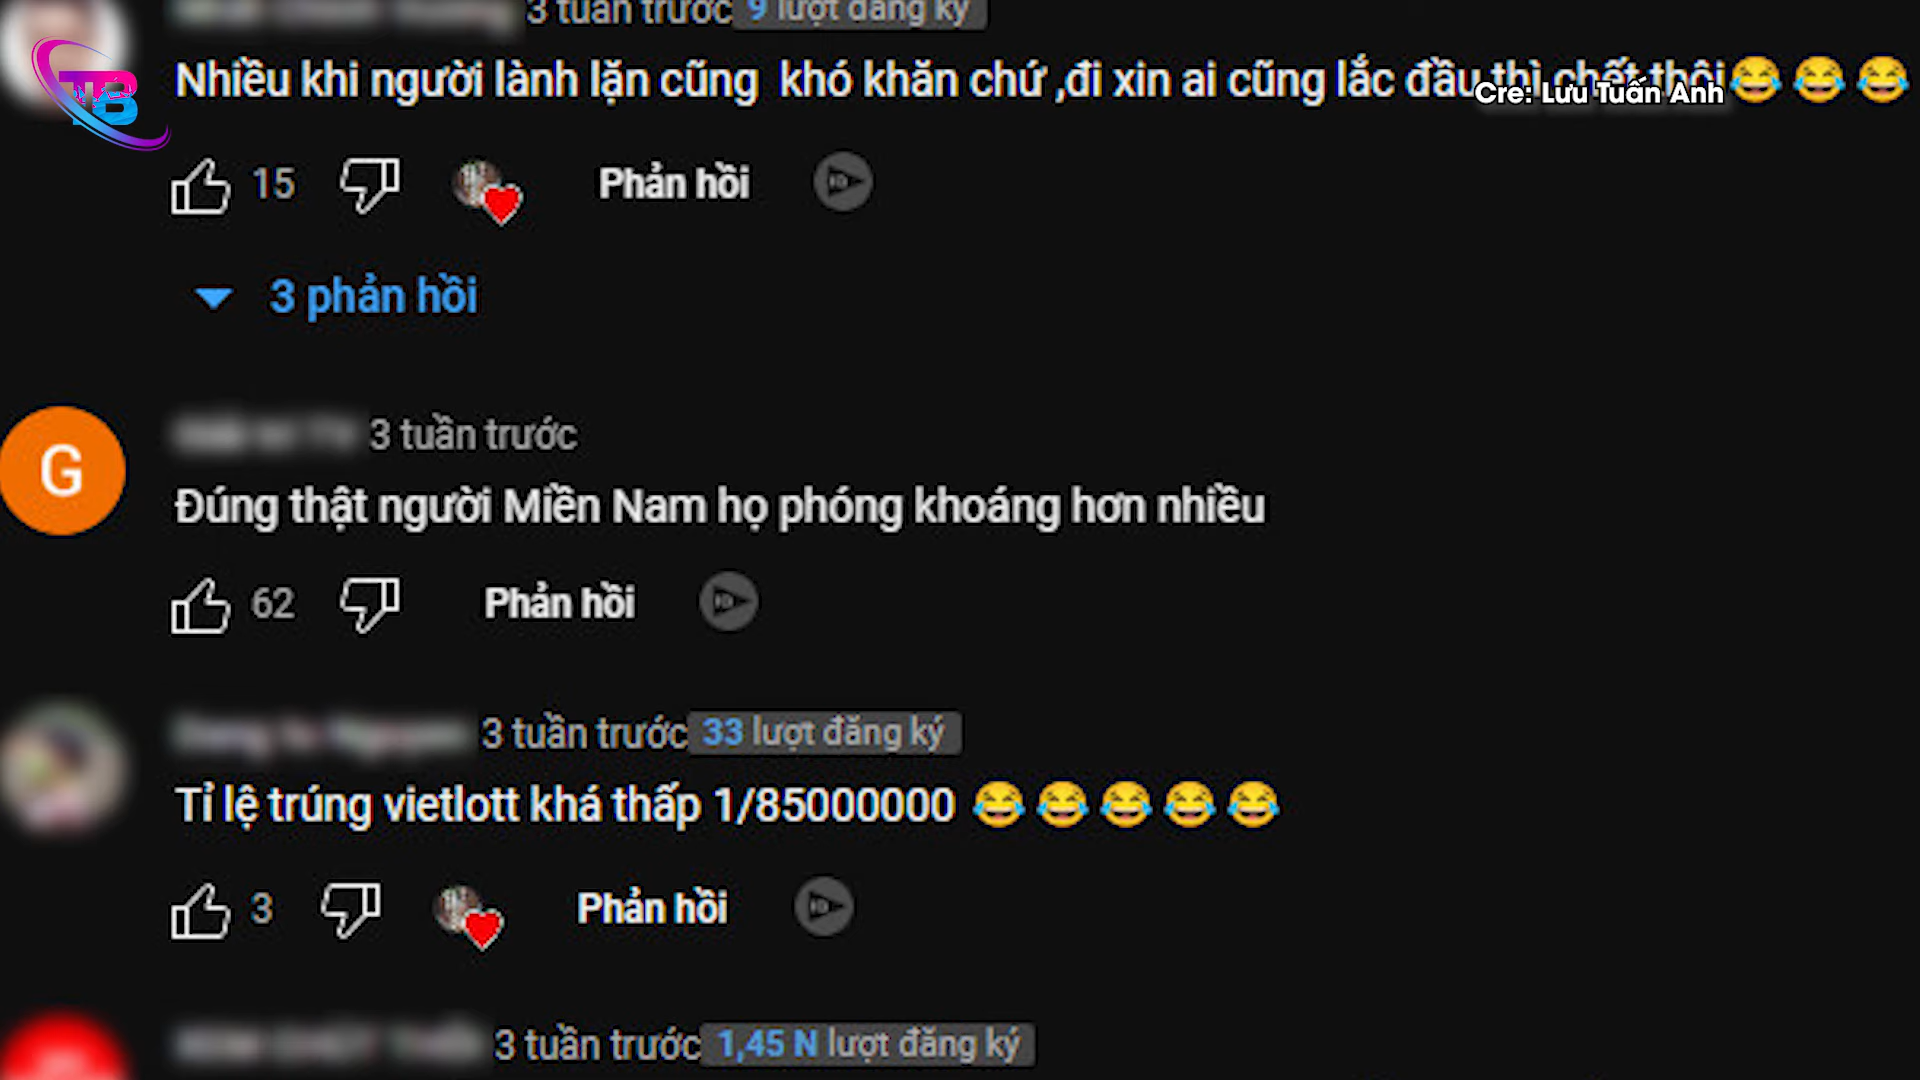 3 tuần trước 9 lượt đăng ký
Nhiều khi người lành lặn cũng khó khăn chứ ,đi xin ai cũng lắc đầu thì chết thôi😂😂😂
Cre: Lưu Tuấn Anh
TB
15 Phản hồi
3 phản hồi
G
3 tuần trước
Đúng thật người Miền Nam họ phóng khoáng hơn nhiều
62 Phản hồi
3 tuần trước 33 lượt đăng ký
Tỉ lệ trúng vietlott khá thấp 1/85000000 😂😂😂😂😂
3 Phản hồi
3 tuần trước 1,45 N lượt đăng ký